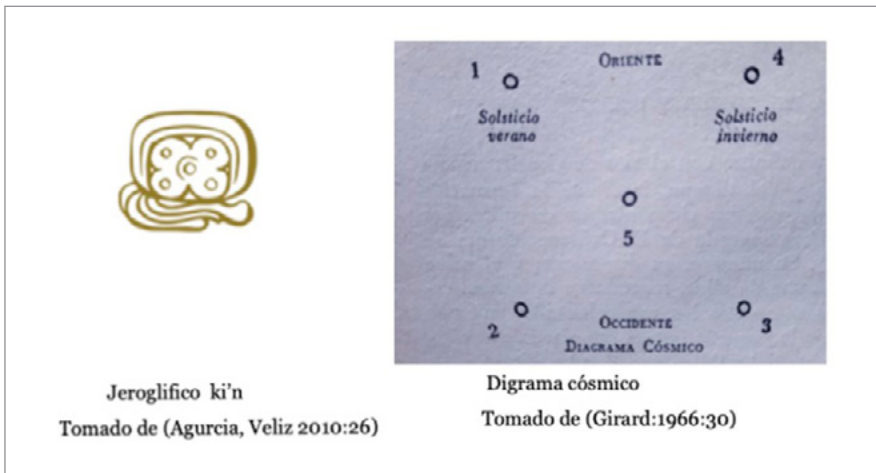 Jeroglifico ki'n
Tomado de (Agurcia, Veliz 2010:26)
1
ORIENTE
4
Solsticio
verano
Solsticio
invierno
5
2
OCCIDENTE
3
DIAGRAMA CÓSMICO
Digrama cósmico
Tomado de (Girard:1966:30)